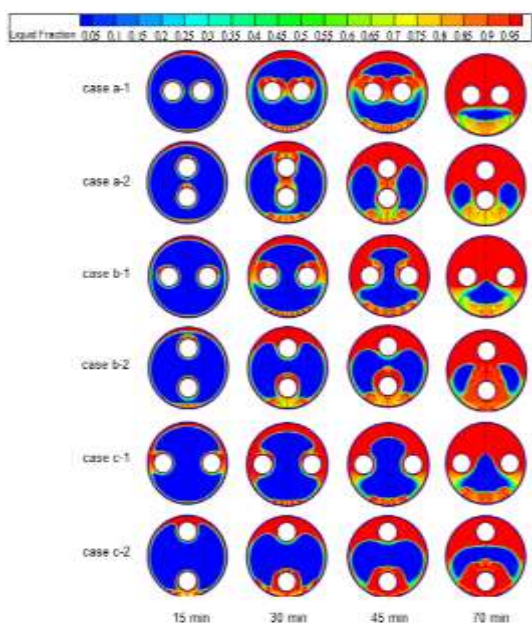 Liquid Fraction 0.05 0.1 0.15 0.2 0.25 0.3 0.35 0.4 0.45 0.5 0.55 0.6 0.65 0.7 0.75 0.8 0.85 0.9 0.95
case a-1
case a-2
case b-1
case b-2
case c-1
case c-2
15 min 30 min 45 min 70 min